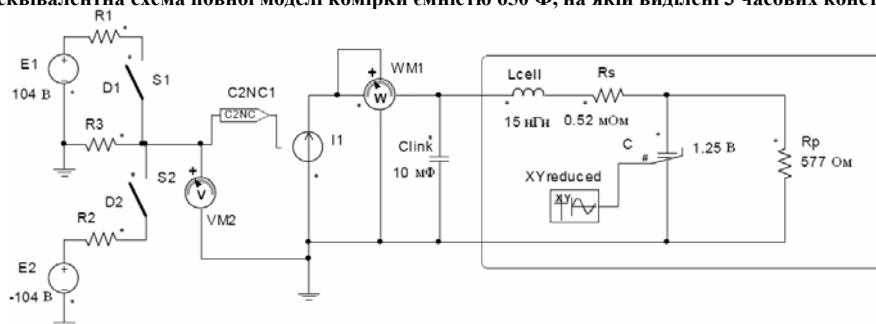 еквівалентна схема повної моделі комірки ємністю 650 Ф, на якій виділені 3 часових конст
R1
E1
104 В
D1
S1
R3
C2NC1
C2NC
I1
WM1
W
Lcell
15 нГн
Rs
0.52 мОм
Clink
10 мФ
C
#
1.25 В
Rp
577 Ом
XYreduced
XY
S2
V
VM2
R2
D2
E2
-104 В